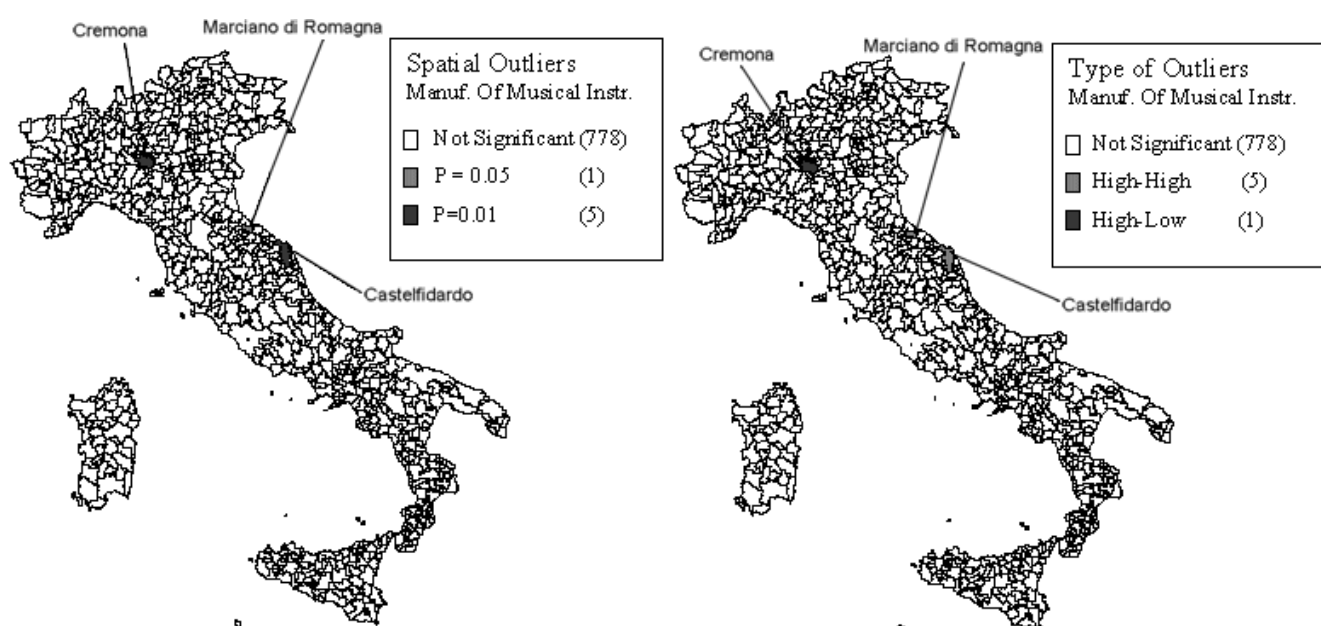 Cremona
Marciano di Romagna
Spatial Outliers
Manuf. Of Musical Instr.
Not Significant (778)
P = 0.05 (1)
P=0.01 (5)
Castelfidardo
Cremona
Marciano di Romagna
Type of Outliers
Manuf. Of Musical Instr.
Not Significant (778)
High-High (5)
High-Low (1)
Castelfidardo